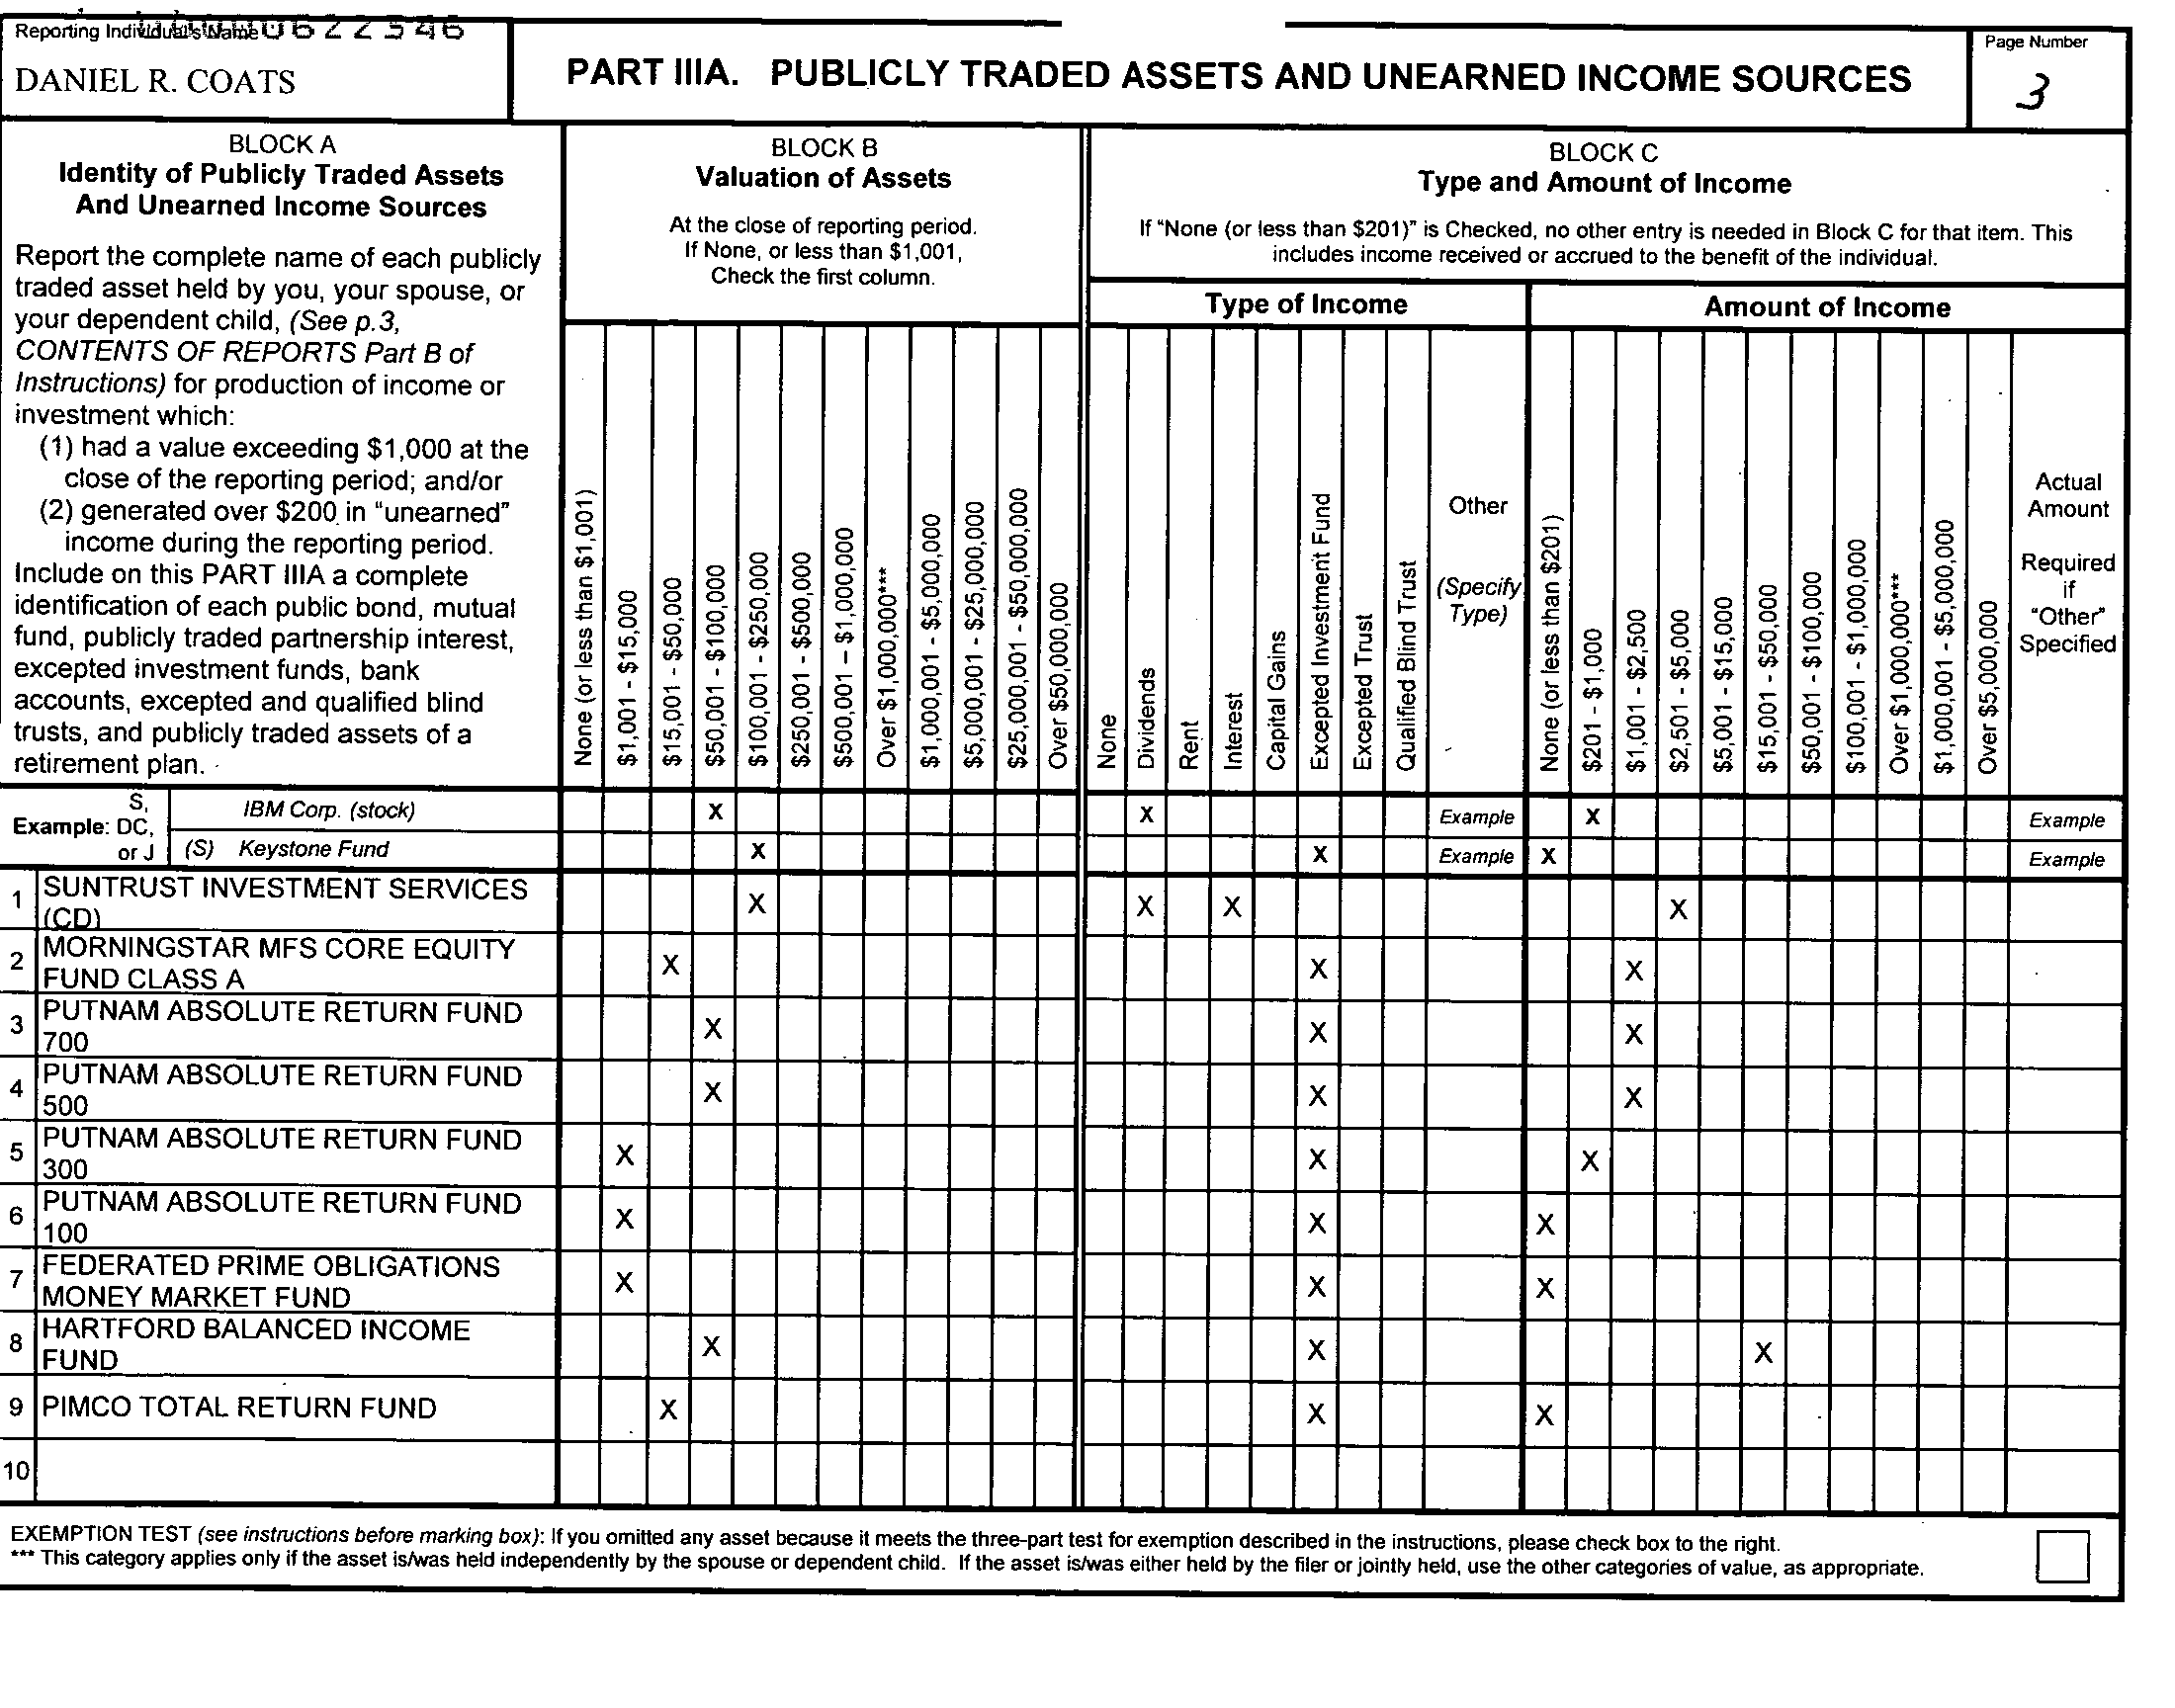 Reporting Individual's Name
DANIEL R. COATS
PART IIIA. PUBLICLY TRADED ASSETS AND UNEARNED INCOME SOURCES
Page Number
3
BLOCK A
Identity of Publicly Traded Assets
And Unearned Income Sources
Report the complete name of each publicly
traded asset held by you, your spouse, or
your dependent child, (See p.3,
CONTENTS OF REPORTS Part B of
Instructions) for production of income or
investment which:
(1) had a value exceeding $1,000 at the
close of the reporting period; and/or
(2) generated over $200 in "unearned"
income during the reporting period.
Include on this PART IIIA a complete
identification of each public bond, mutual
fund, publicly traded partnership interest,
excepted investment funds, bank
accounts, excepted and qualified blind
trusts, and publicly traded assets of a
retirement plan.
BLOCK B
Valuation of Assets
At the close of reporting period.
If None, or less than $1,001,
Check the first column.
None (or less than $1,001)
$1,001 - $15,000
$15,001 - $50,000
$50,001 - $100,000
$100,001 - $250,000
$250,001 - $500,000
$500,001 – $1,000,000
Over $1,000,000***
$1,000,001 - $5,000,000
$5,000,001 - $25,000,000
$25,000,001 - $50,000,000
Over $50,000,000
BLOCK C
Type and Amount of Income
If "None (or less than $201)" is Checked, no other entry is needed in Block C for that item. This
includes income received or accrued to the benefit of the individual.
Type of Income
None
Dividends
Rent
Interest
Capital Gains
Excepted Investment Fund
Excepted Trust
Qualified Blind Trust
Other
(Specify
Type)
Amount of Income
None (or less than $201)
$201 - $1,000
$1,001 - $2,500
$2,501 - $5,000
$5,001 - $15,000
$15,001 - $50,000
$50,001 - $100,000
$100,001 - $1,000,000
Over $1,000,000***
$1,000,001 - $5,000,000
Over $5,000,000
Actual
Amount
Required
if
"Other"
Specified
Example: S,
DC,
or J
IBM Corp. (stock) X X Example X Example
(S) Keystone Fund X X Example X Example
1 SUNTRUST INVESTMENT SERVICES
(CD) X X X X
2 MORNINGSTAR MFS CORE EQUITY
FUND CLASS A X X X
3 PUTNAM ABSOLUTE RETURN FUND
700 X X X
4 PUTNAM ABSOLUTE RETURN FUND
500 X X X
5 PUTNAM ABSOLUTE RETURN FUND
300 X X X
6 PUTNAM ABSOLUTE RETURN FUND
100 X X X
7 FEDERATED PRIME OBLIGATIONS
MONEY MARKET FUND X X X
8 HARTFORD BALANCED INCOME
FUND X X X
9 PIMCO TOTAL RETURN FUND X X X
10
EXEMPTION TEST (see instructions before marking box): If you omitted any asset because it meets the three-part test for exemption described in the instructions, please check box to the right.
*** This category applies only if the asset is/was held independently by the spouse or dependent child. If the asset is/was either held by the filer or jointly held, use the other categories of value, as appropriate.